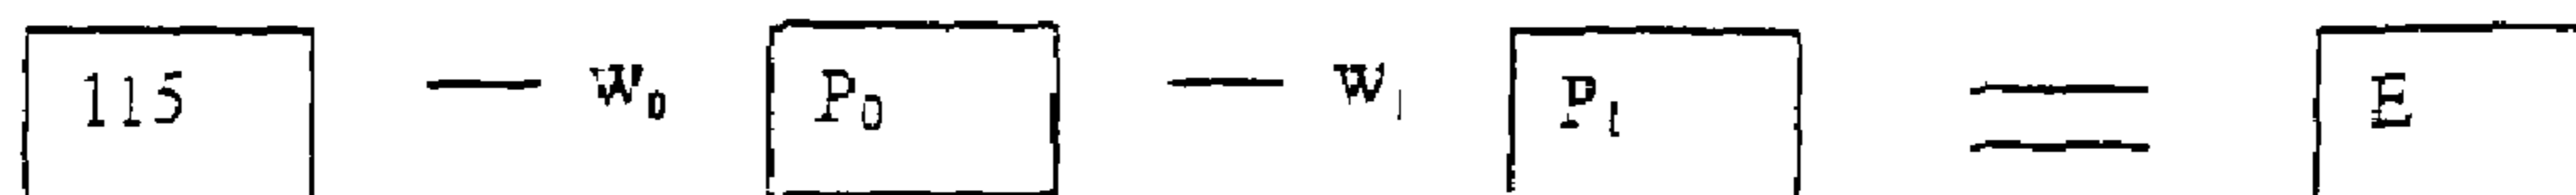 115 — w₀ P₀ — w₁ P₁ = E